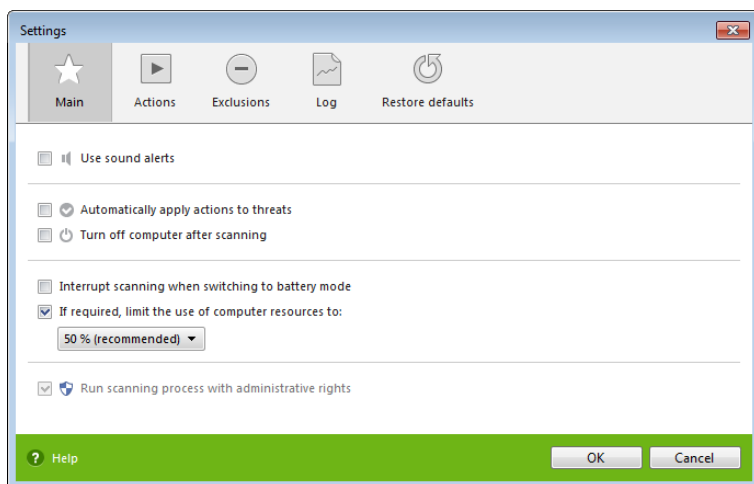 Settings
Main Actions Exclusions Log Restore defaults
Use sound alerts
Automatically apply actions to threats
Turn off computer after scanning
Interrupt scanning when switching to battery mode
If required, limit the use of computer resources to:
50 % (recommended)
Run scanning process with administrative rights
? Help OK Cancel